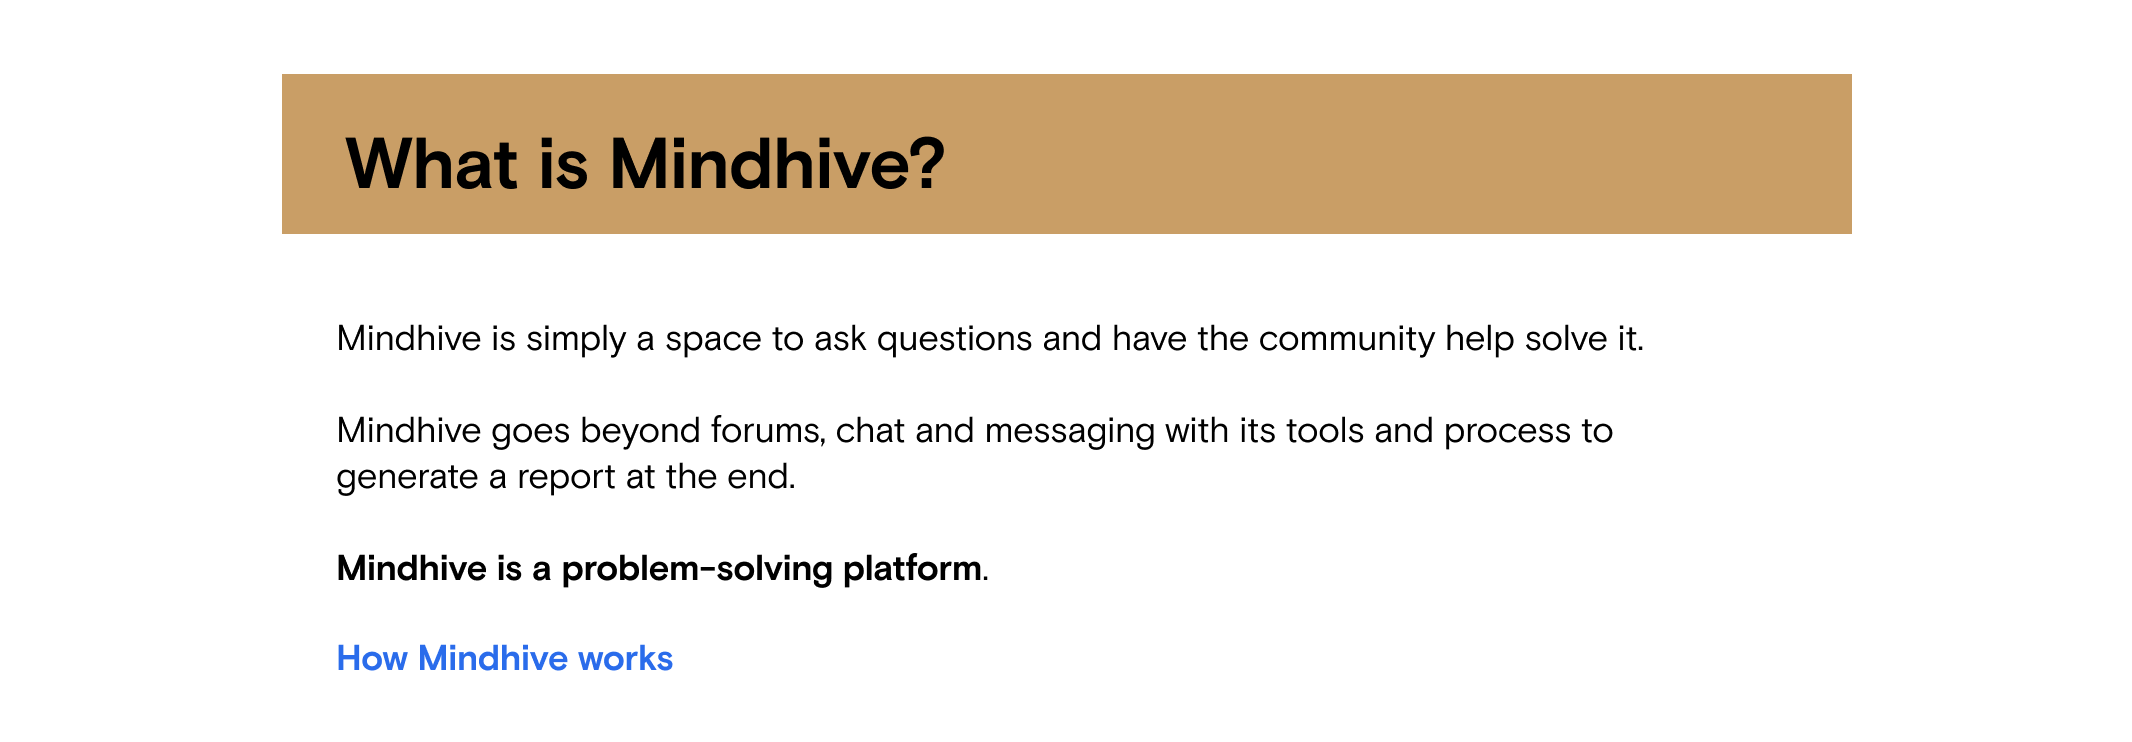 What is Mindhive?
Mindhive is simply a space to ask questions and have the community help solve it.
Mindhive goes beyond forums, chat and messaging with its tools and process to
generate a report at the end.
Mindhive is a problem-solving platform.
How Mindhive works